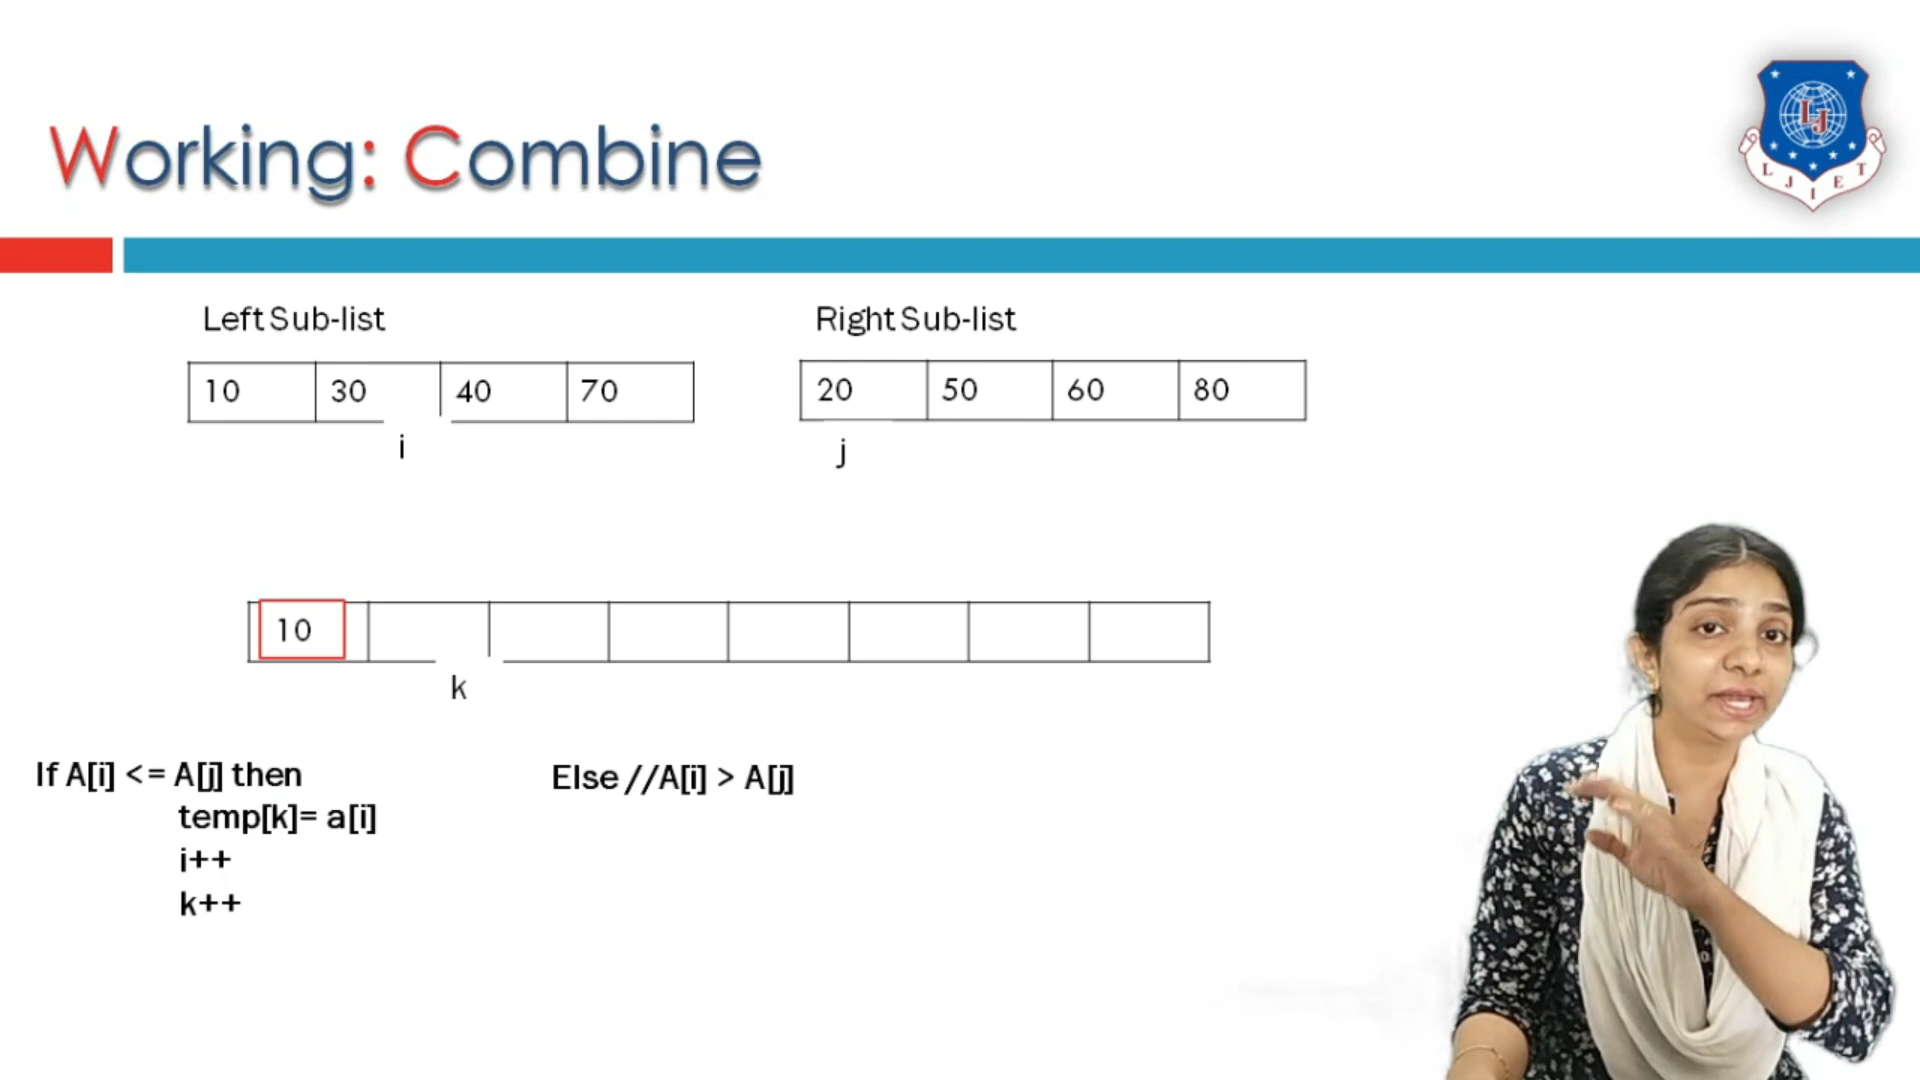 Working: Combine
L J I E T
LJ
Left Sub-list
Right Sub-list
10 30 40 70
20 50 60 80
i
j
10
k
If A[i] <= A[j] then
temp[k]= a[i]
i++
k++
Else //A[i] > A[j]